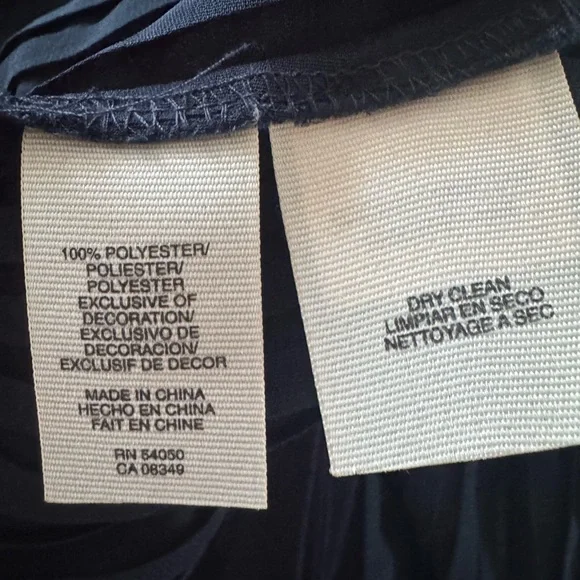 100% POLYESTER/
POLIESTER/
POLYESTER
EXCLUSIVE OF
DECORATION/
EXCLUSIVO DE
DECORACION/
EXCLUSIF DE DECOR
MADE IN CHINA
HECHO EN CHINA
FAIT EN CHINE
RN 54050
CA 08349
DRY CLEAN
LIMPIAR EN SECO
NETTOYAGE A SEC